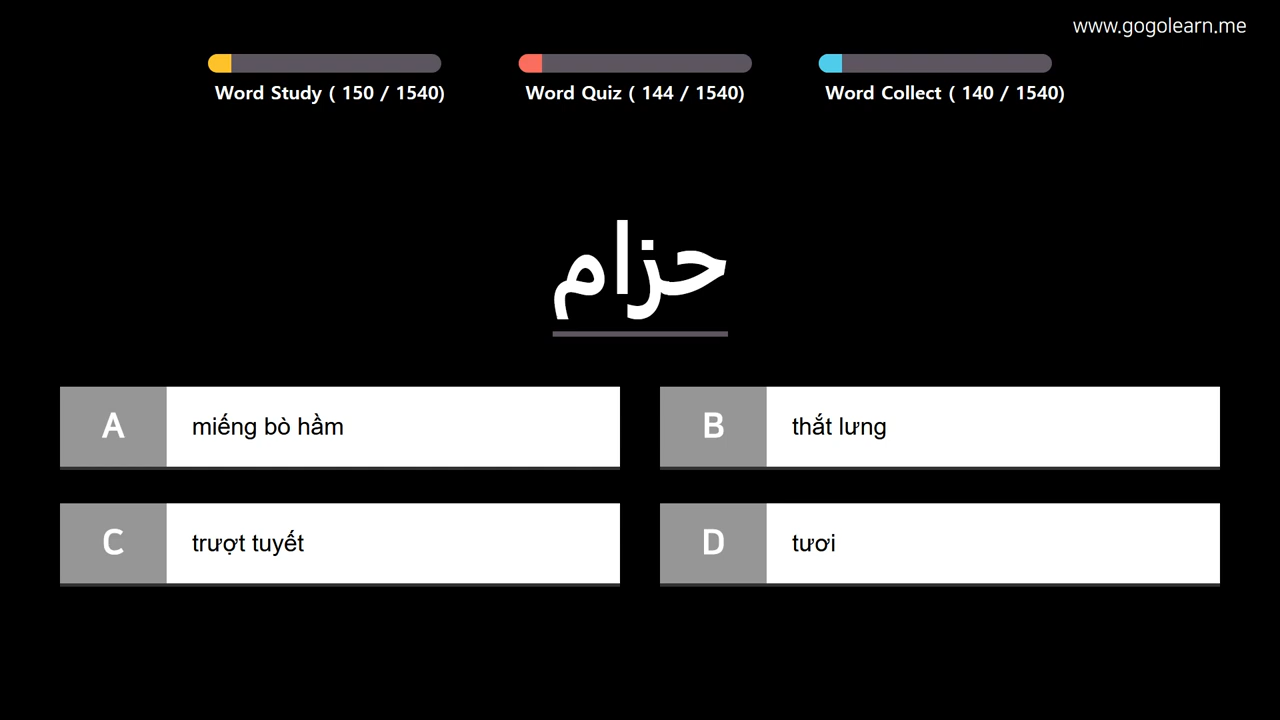 www.gogolearn.me
Word Study ( 150 / 1540)
Word Quiz ( 144 / 1540)
Word Collect ( 140 / 1540)
حزام
A
miếng bò hầm
B
thắt lưng
C
trượt tuyết
D
tươi